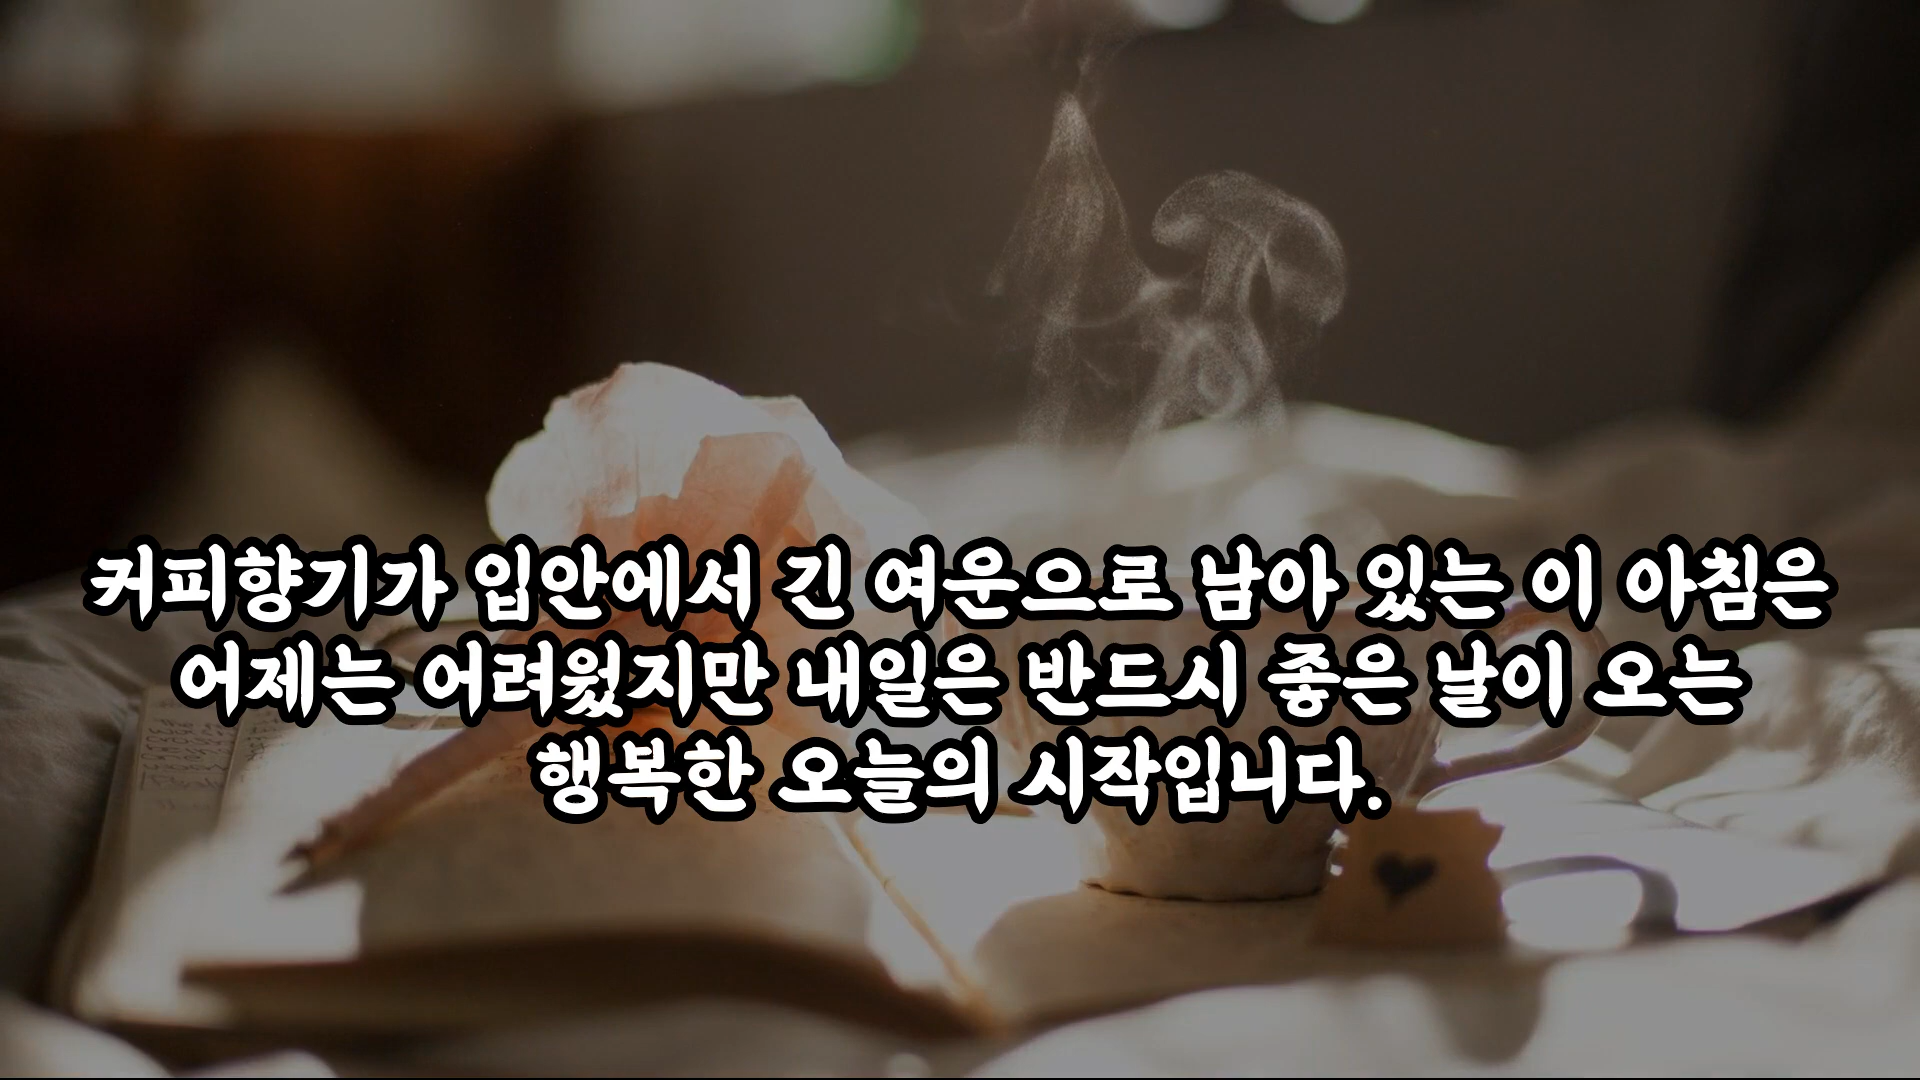 커피향기가 입안에서 긴 여운으로 남아 있는 이 아침은
어제는 어려웠지만 내일은 반드시 좋은 날이 오는
행복한 오늘의 시작입니다.